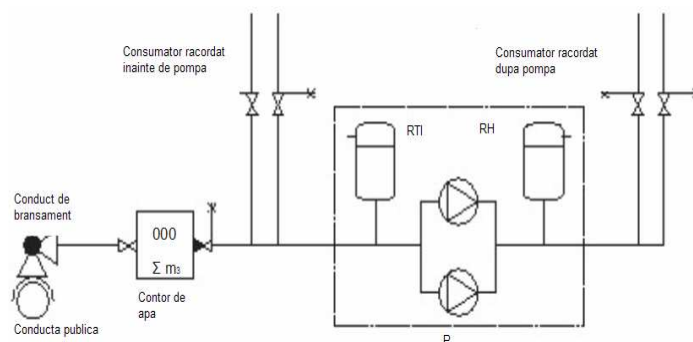 Consumator racordat
inainte de pompa
Consumator racordat
dupa pompa
RTI
RH
Conduct de
bransament
000
Σ m3
Contor de
apa
Conducta publica
P